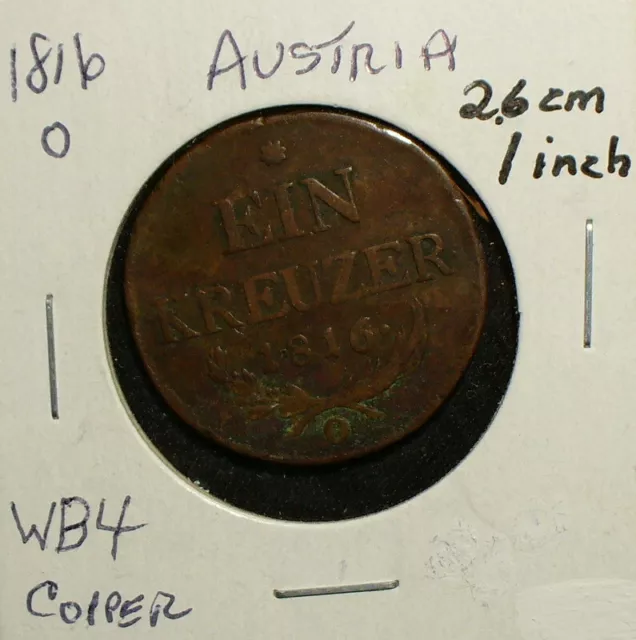 1816
O
AUSTRIA
2.6 cm
1 inch
EIN
KREUZER
1816
O
WB4
COPPER